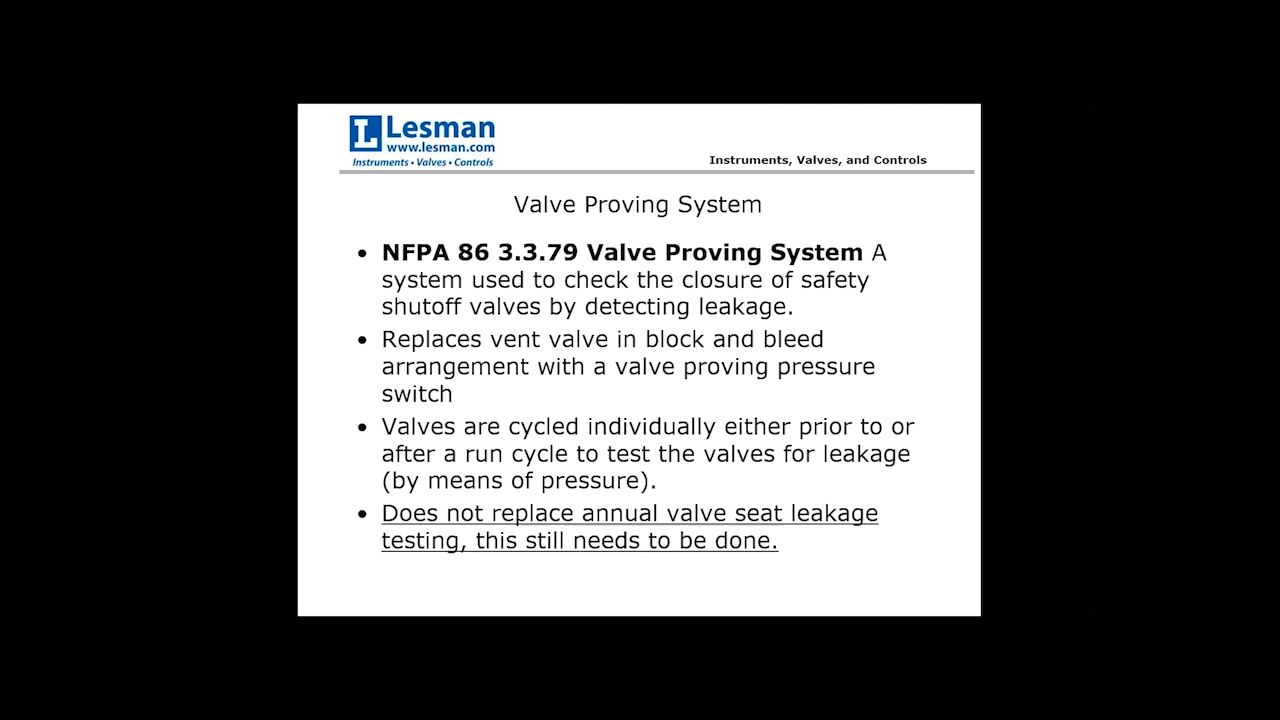 L Lesman
www.lesman.com
Instruments • Valves • Controls
Instruments, Valves, and Controls
Valve Proving System
• NFPA 86 3.3.79 Valve Proving System A
system used to check the closure of safety
shutoff valves by detecting leakage.
• Replaces vent valve in block and bleed
arrangement with a valve proving pressure
switch
• Valves are cycled individually either prior to or
after a run cycle to test the valves for leakage
(by means of pressure).
• Does not replace annual valve seat leakage
testing, this still needs to be done.